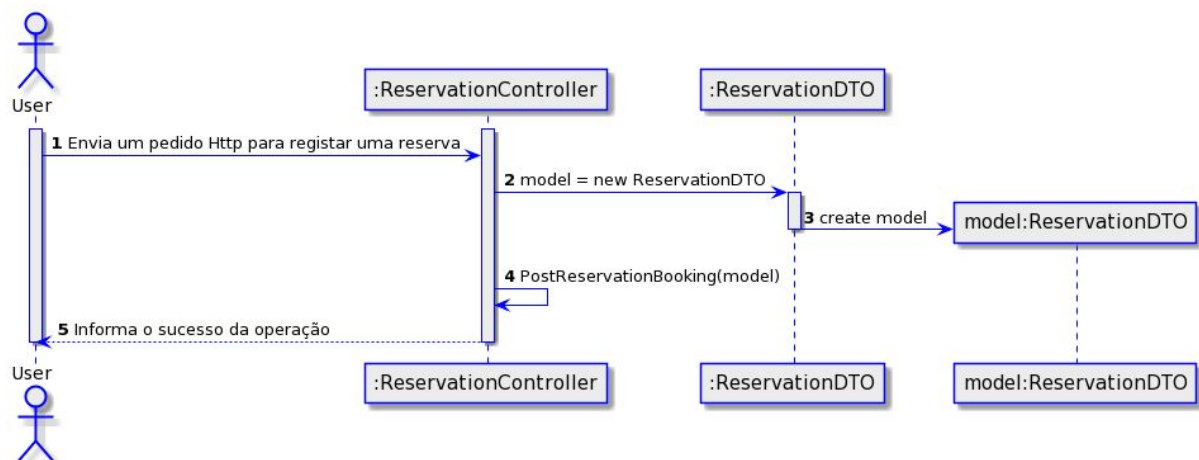 User
:ReservationController
:ReservationDTO
1 Envia um pedido Http para registar uma reserva
2 model = new ReservationDTO
3 create model
model:ReservationDTO
4 PostReservationBooking(model)
5 Informa o sucesso da operação
User
:ReservationController
:ReservationDTO
model:ReservationDTO